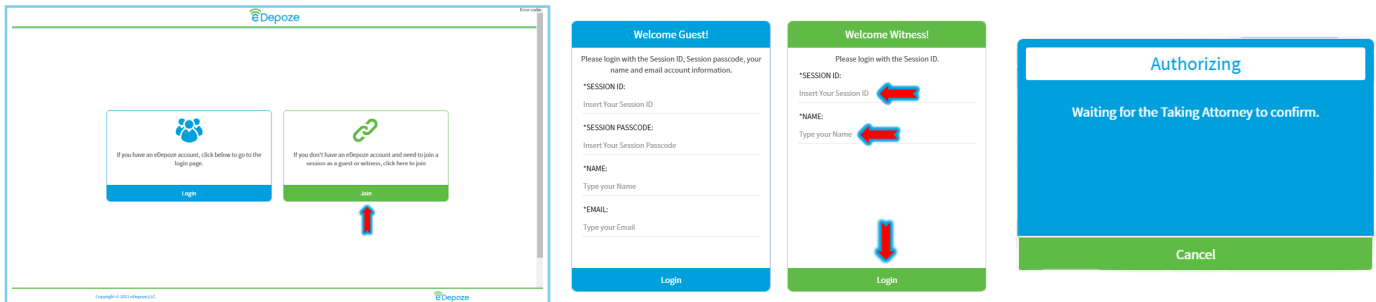 eDepoze
Error code:
If you have an eDepoze account, click below to go to the
login page.
Login
If you don't have an eDepoze account and need to join a
session as a guest or witness, click here to join
Join
Copyright © 2023 eDepoze,LLC.
eDepoze
Welcome Guest!
Please login with the Session ID, Session passcode, your
name and email account information.
*SESSION ID:
Insert Your Session ID
*SESSION PASSCODE:
Insert Your Session Passcode
*NAME:
Type your Name
*EMAIL:
Type your Email
Login
Welcome Witness!
Please login with the Session ID.
*SESSION ID:
Insert Your Session ID
*NAME:
Type your Name
Login
Authorizing
Waiting for the Taking Attorney to confirm.
Cancel